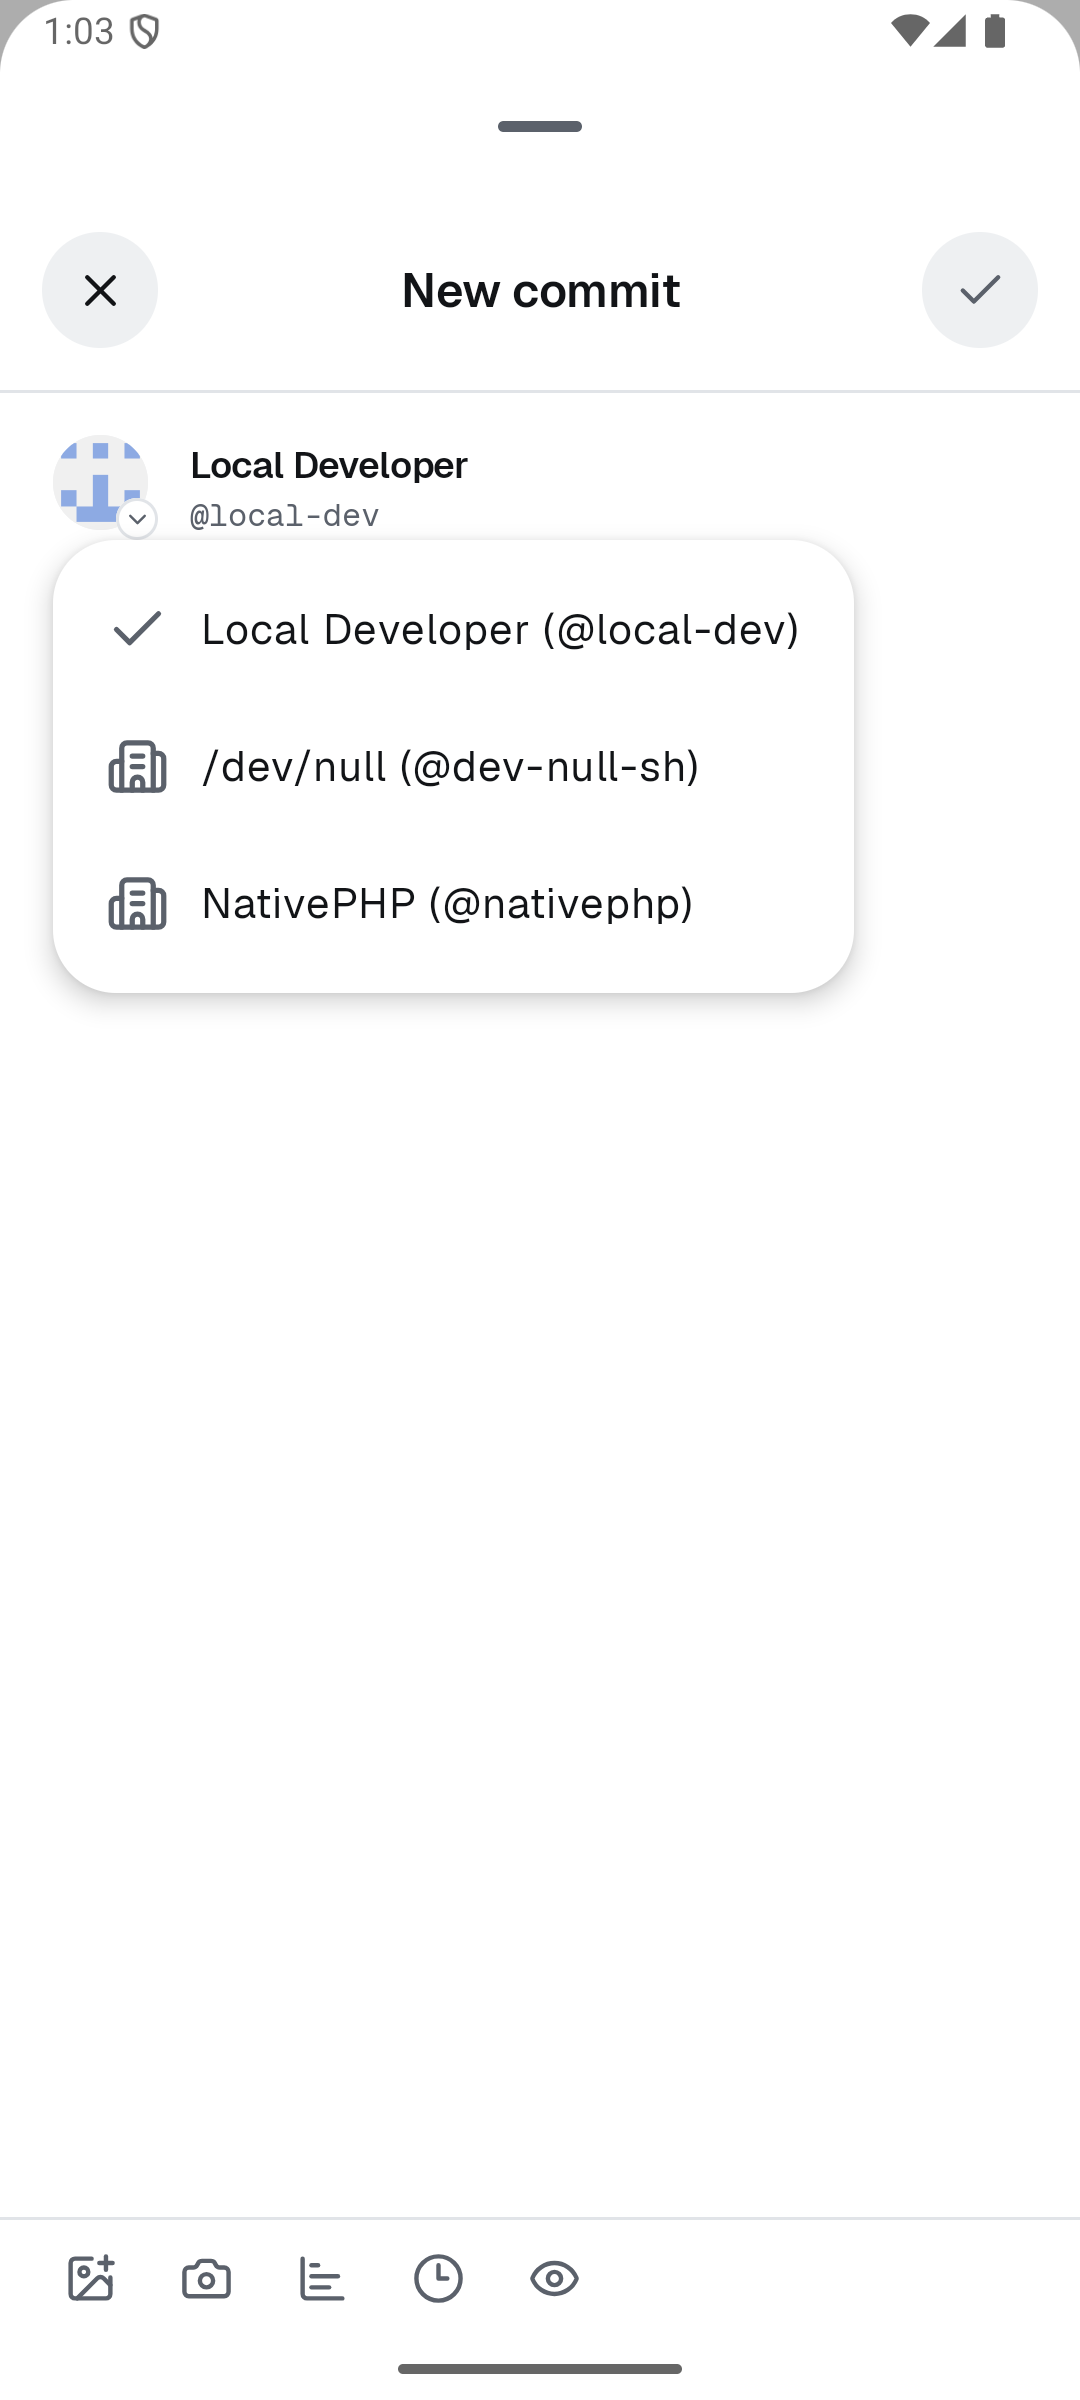 1:03
New commit
Local Developer
@local-dev
Local Developer (@local-dev)
/dev/null (@dev-null-sh)
NativePHP (@nativephp)